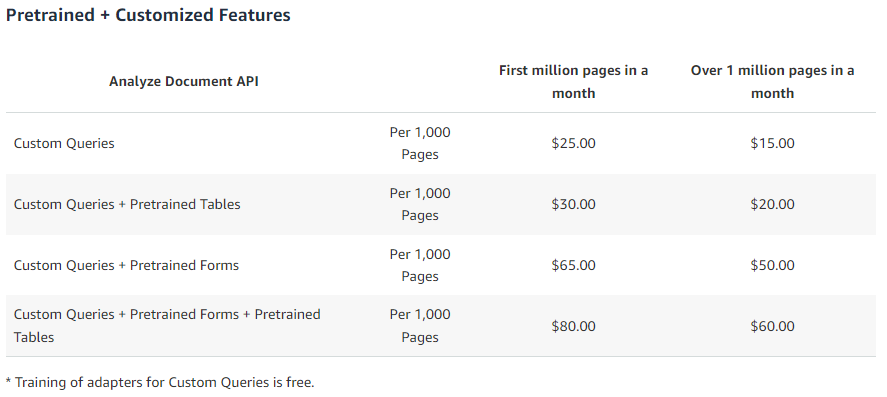 Pretrained + Customized Features
Analyze Document API
First million pages in a
month
Over 1 million pages in a
month
Custom Queries
Per 1,000
Pages
$25.00
$15.00
Custom Queries + Pretrained Tables
Per 1,000
Pages
$30.00
$20.00
Custom Queries + Pretrained Forms
Per 1,000
Pages
$65.00
$50.00
Custom Queries + Pretrained Forms + Pretrained
Tables
Per 1,000
Pages
$80.00
$60.00
* Training of adapters for Custom Queries is free.